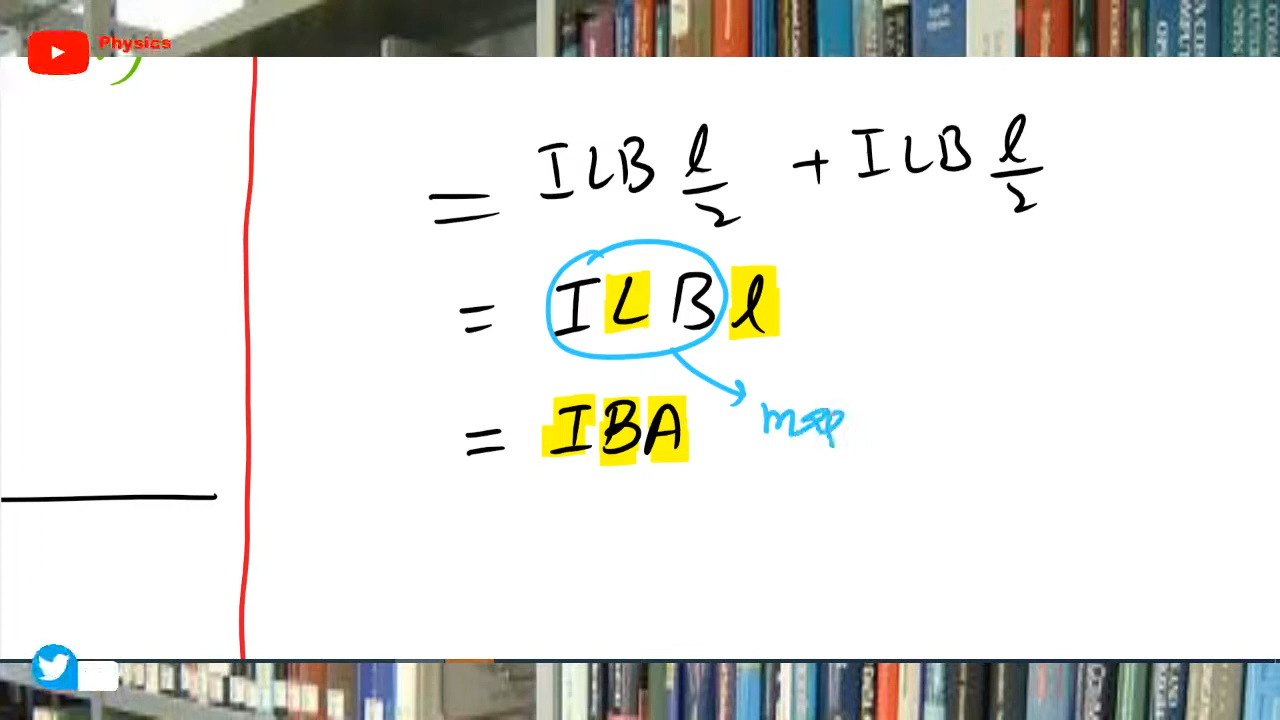 Physics
= ILB l/2 + ILB l/2
= ILBl
= IBA